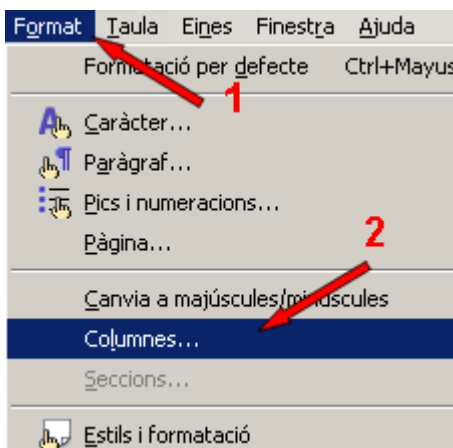 Format Taula Eines Finestra Ajuda
Formatació per defecte Ctrl+Mayus
1
Caràcter...
Paràgraf...
Pics i numeracions...
Pàgina...
2
Canvia a majúscules/minúscules
Columnes...
Seccions...
Estils i formatació